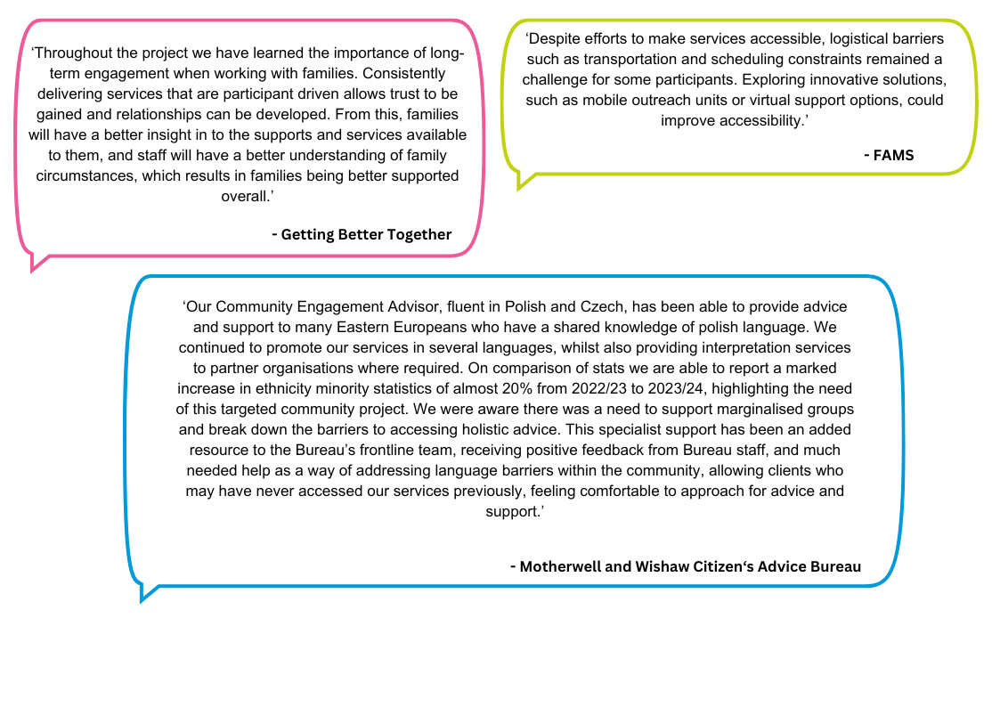 ‘Throughout the project we have learned the importance of long-
term engagement when working with families. Consistently
delivering services that are participant driven allows trust to be
gained and relationships can be developed. From this, families
will have a better insight in to the supports and services available
to them, and staff will have a better understanding of family
circumstances, which results in families being better supported
overall.’
- Getting Better Together
‘Despite efforts to make services accessible, logistical barriers
such as transportation and scheduling constraints remained a
challenge for some participants. Exploring innovative solutions,
such as mobile outreach units or virtual support options, could
improve accessibility.’
- FAMS
‘Our Community Engagement Advisor, fluent in Polish and Czech, has been able to provide advice
and support to many Eastern Europeans who have a shared knowledge of polish language. We
continued to promote our services in several languages, whilst also providing interpretation services
to partner organisations where required. On comparison of stats we are able to report a marked
increase in ethnicity minority statistics of almost 20% from 2022/23 to 2023/24, highlighting the need
of this targeted community project. We were aware there was a need to support marginalised groups
and break down the barriers to accessing holistic advice. This specialist support has been an added
resource to the Bureau’s frontline team, receiving positive feedback from Bureau staff, and much
needed help as a way of addressing language barriers within the community, allowing clients who
may have never accessed our services previously, feeling comfortable to approach for advice and
support.’
- Motherwell and Wishaw Citizen‘s Advice Bureau